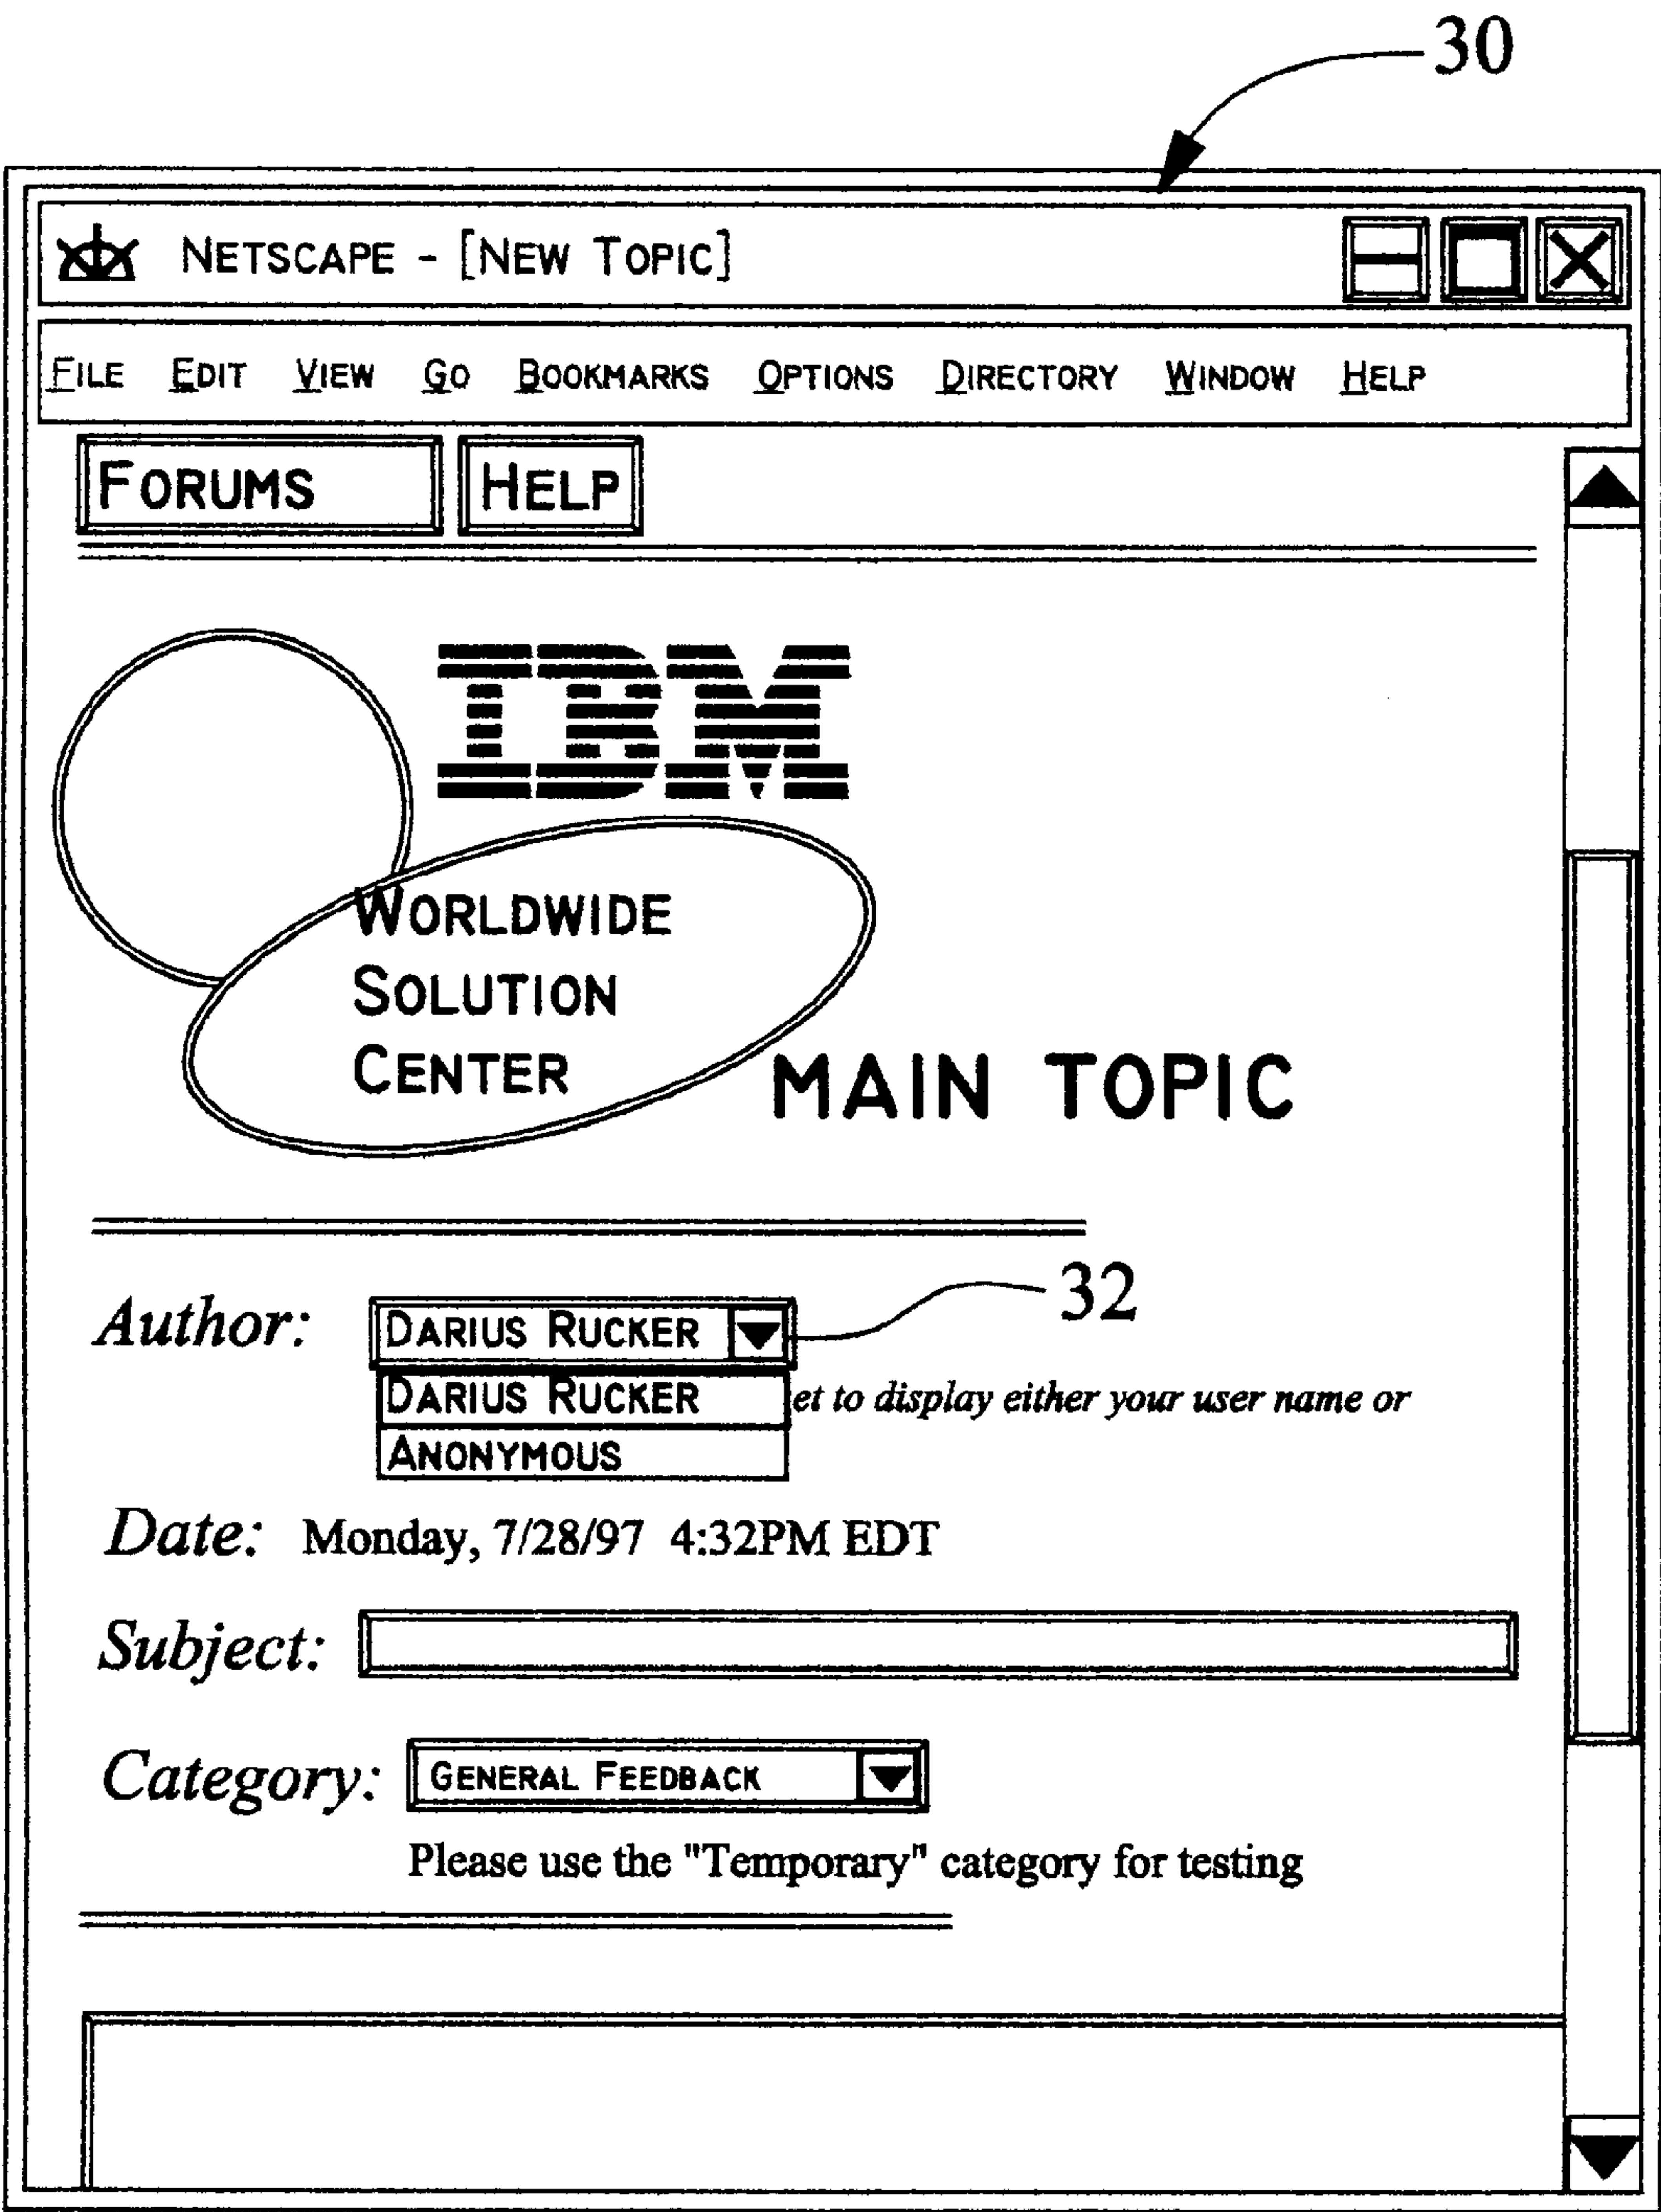 30
NETSCAPE - [NEW TOPIC]
FILE EDIT VIEW GO BOOKMARKS OPTIONS DIRECTORY WINDOW HELP
FORUMS HELP
IBM
WORLDWIDE
SOLUTION
CENTER
MAIN TOPIC
Author: DARIUS RUCKER 32
DARIUS RUCKER et to display either your user name or
ANONYMOUS
Date: Monday, 7/28/97 4:32PM EDT
Subject:
Category: GENERAL FEEDBACK
Please use the "Temporary" category for testing